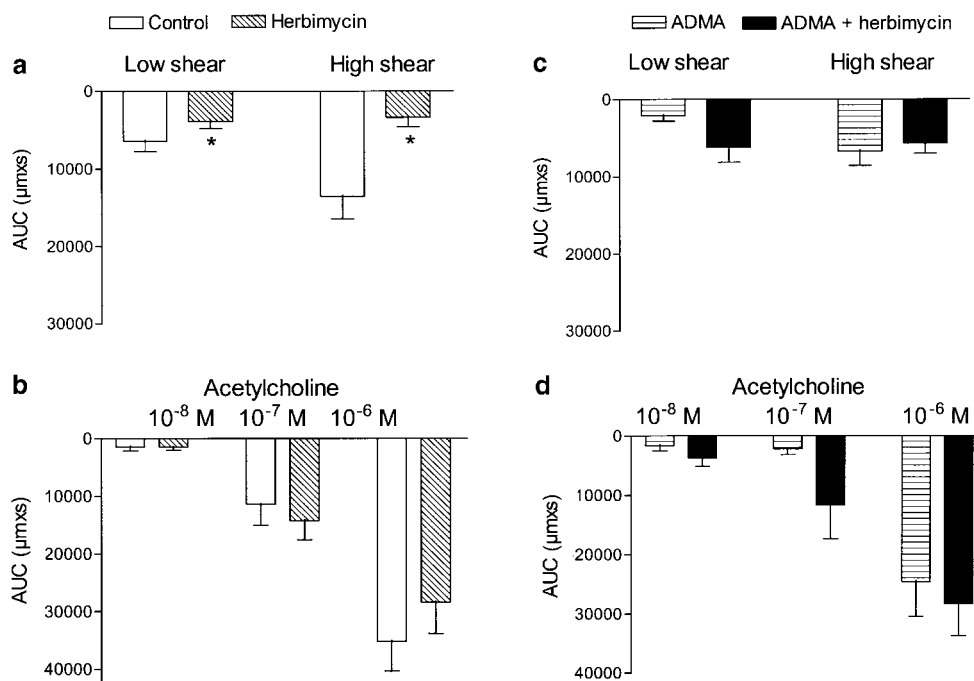 Control Herbimycin
a
Low shear High shear
0
10000
20000
30000
AUC (µmxs)
* *
b
Acetylcholine
10⁻⁸ M 10⁻⁷ M 10⁻⁶ M
0
10000
20000
30000
40000
AUC (µmxs)
ADMA ADMA + herbimycin
c
Low shear High shear
0
10000
20000
30000
AUC (µmxs)
d
Acetylcholine
10⁻⁸ M 10⁻⁷ M 10⁻⁶ M
0
10000
20000
30000
40000
AUC (µmxs)